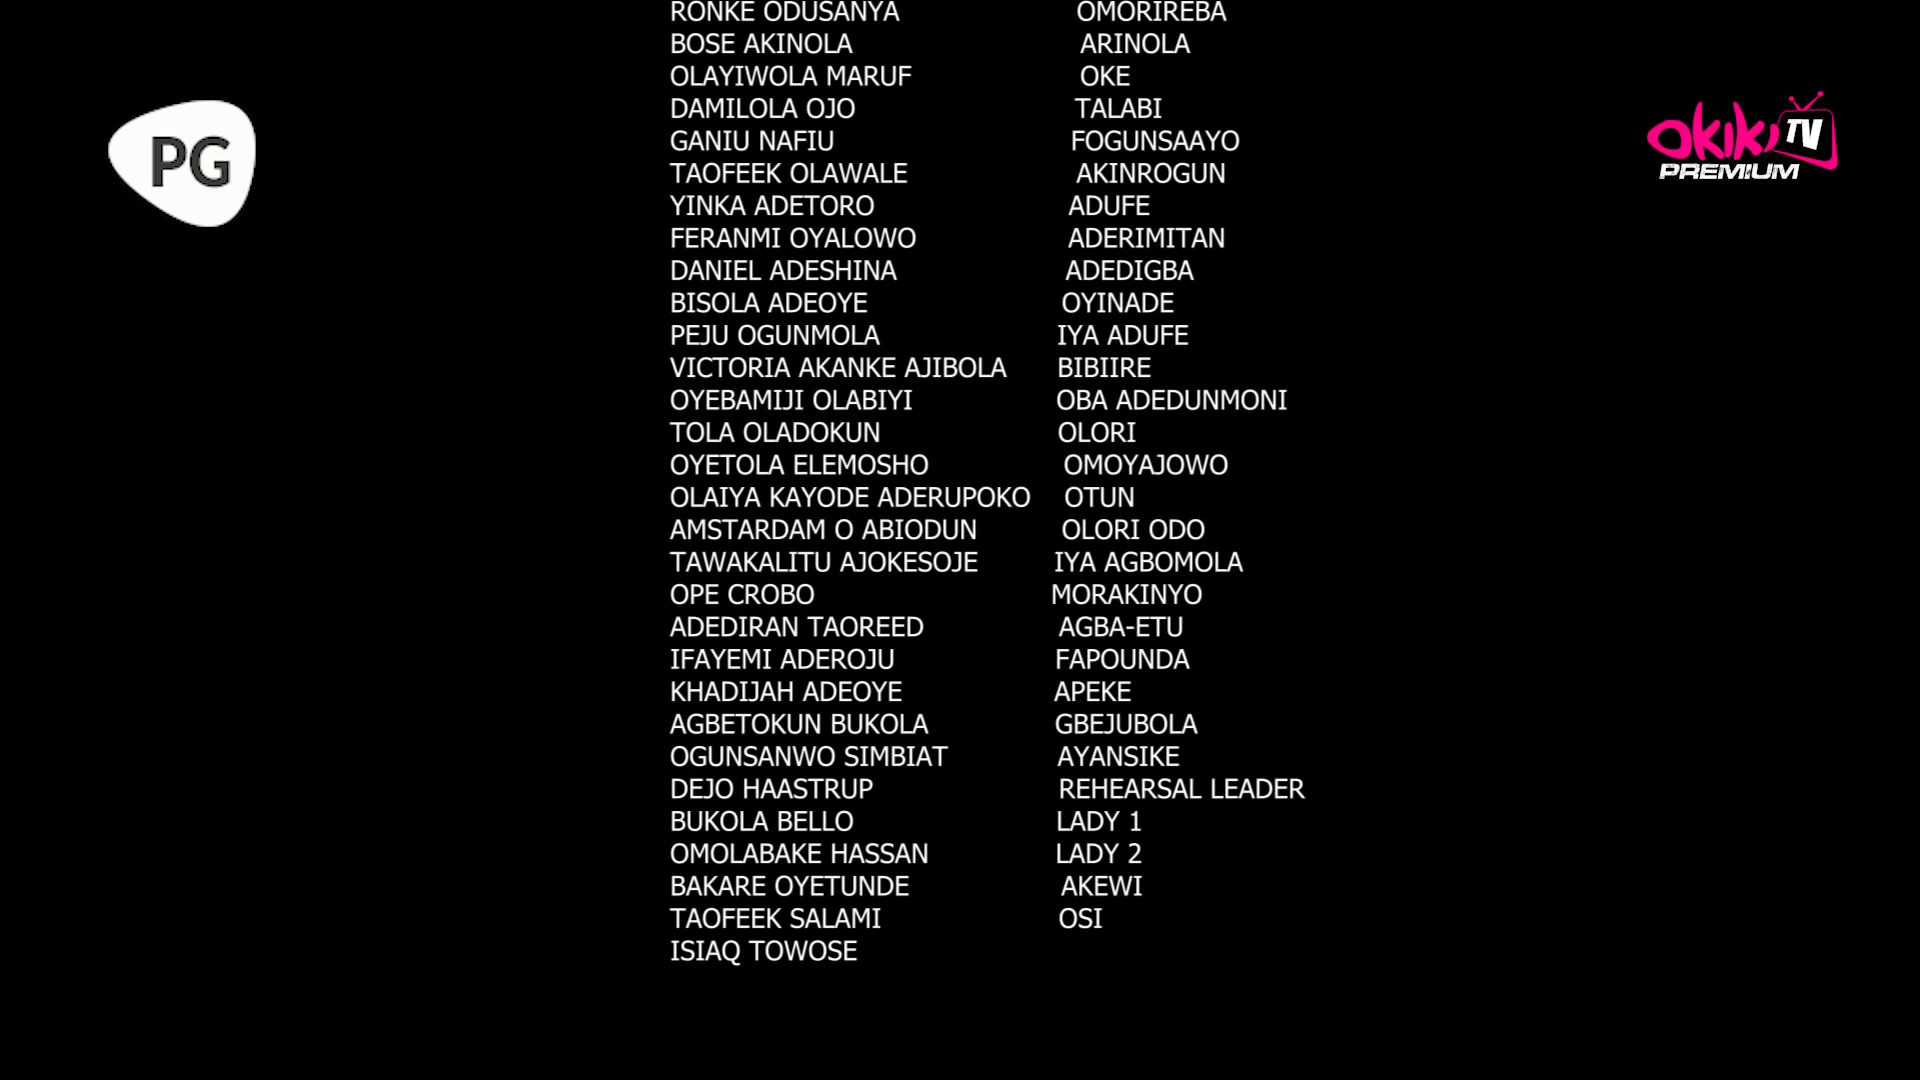 RONKE ODUSANYA OMORIREBA
BOSE AKINOLA ARINOLA
OLAYIWOLA MARUF OKE
DAMILOLA OJO TALABI
GANIU NAFIU FOGUNSAAYO
TAOFEEK OLAWALE AKINROGUN
YINKA ADETORO ADUFE
FERANMI OYALOWO ADERIMITAN
DANIEL ADESHINA ADEDIGBA
BISOLA ADEOYE OYINADE
PEJU OGUNMOLA IYA ADUFE
VICTORIA AKANKE AJIBOLA BIBIIRE
OYEBAMIJI OLABIYI OBA ADEDUNMONI
TOLA OLADOKUN OLORI
OYETOLA ELEMOSHO OMOYAJOWO
OLAIYA KAYODE ADERUPOKO OTUN
AMSTARDAM O ABIODUN OLORI ODO
TAWAKALITU AJOKESOJE IYA AGBOMOLA
OPE CROBO MORAKINYO
ADEDIRAN TAOREED AGBA-ETU
IFAYEMI ADEROJU FAPOUNDA
KHADIJAH ADEOYE APEKE
AGBETOKUN BUKOLA GBEJUBOLA
OGUNSANWO SIMBIAT AYANSIKE
DEJO HAASTRUP REHEARSAL LEADER
BUKOLA BELLO LADY 1
OMOLABAKE HASSAN LADY 2
BAKARE OYETUNDE AKEWI
TAOFEEK SALAMI OSI
ISIAQ TOWOSE
PG
OKIKI TV
PREMIUM